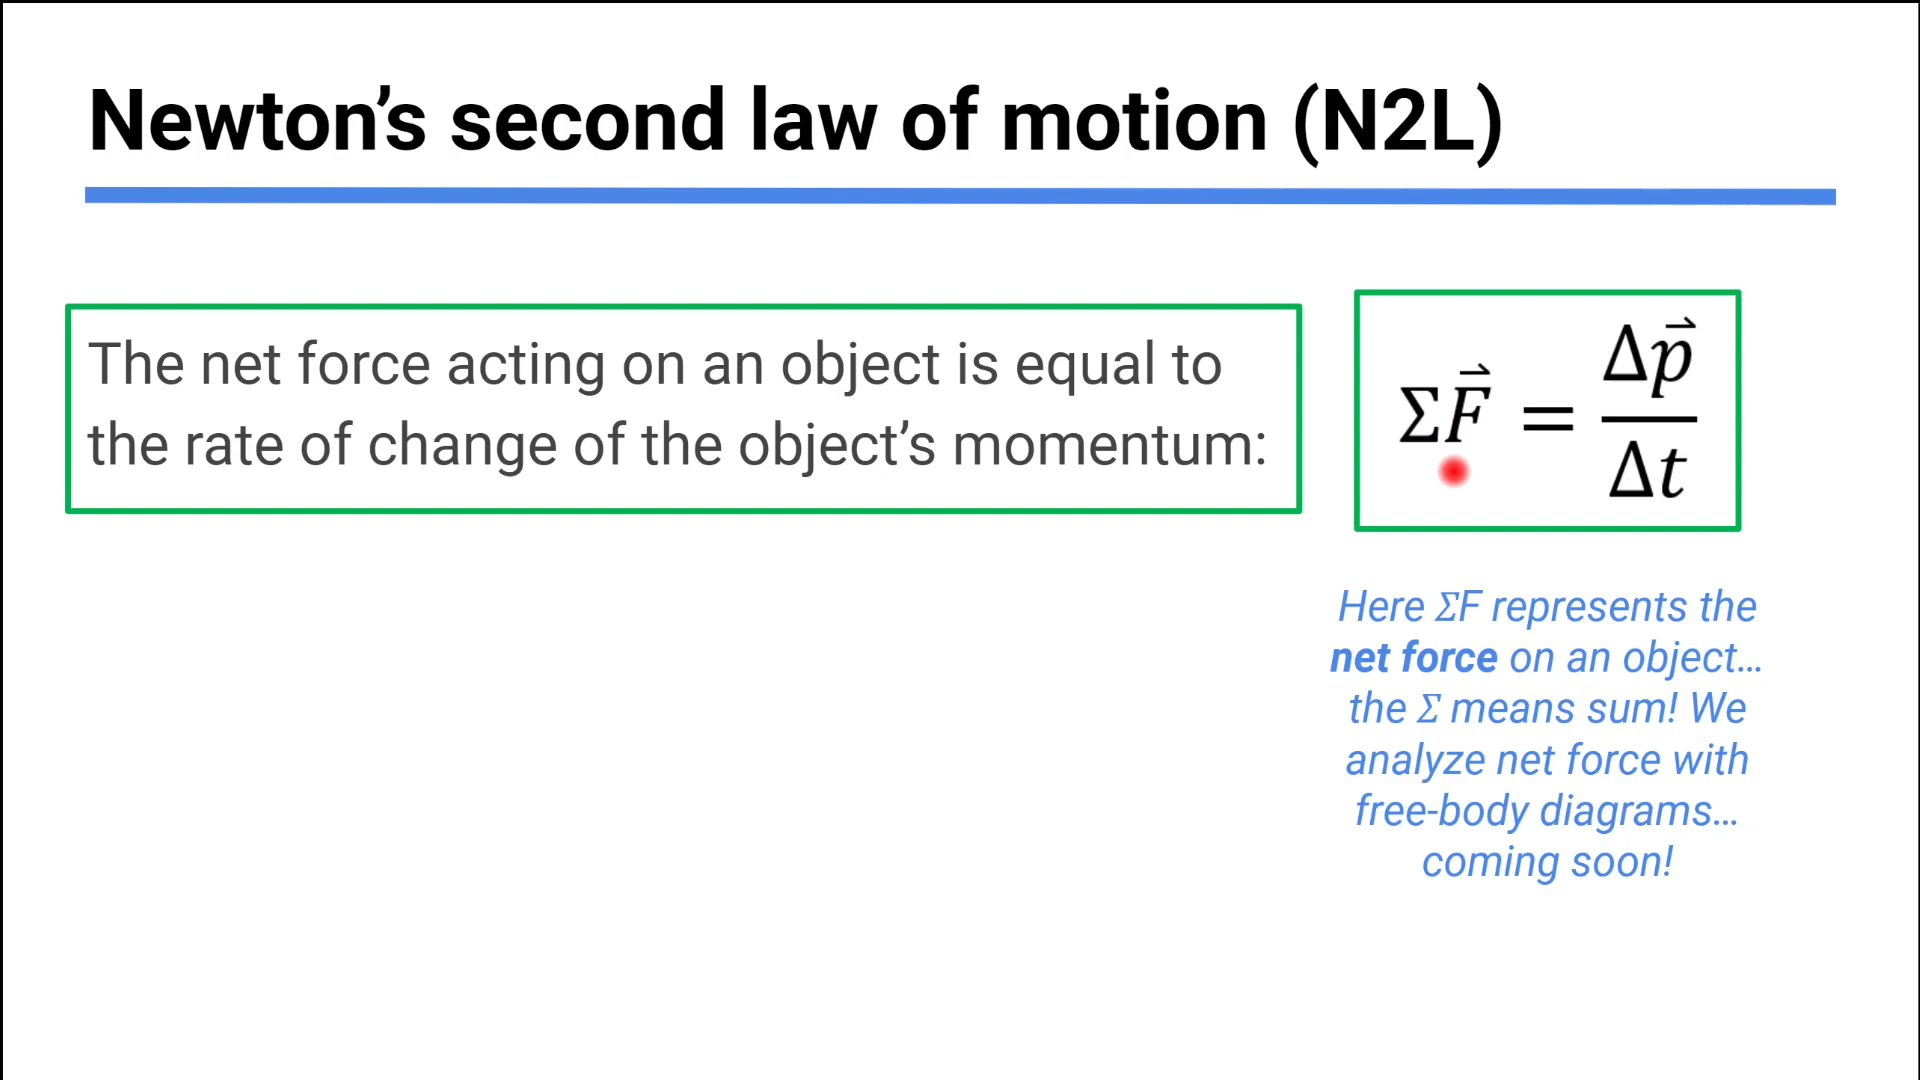 Newton’s second law of motion (N2L)
The net force acting on an object is equal to
the rate of change of the object’s momentum:
ΣF⃗ = Δp⃗ / Δt
Here ΣF represents the
net force on an object…
the Σ means sum! We
analyze net force with
free-body diagrams…
coming soon!